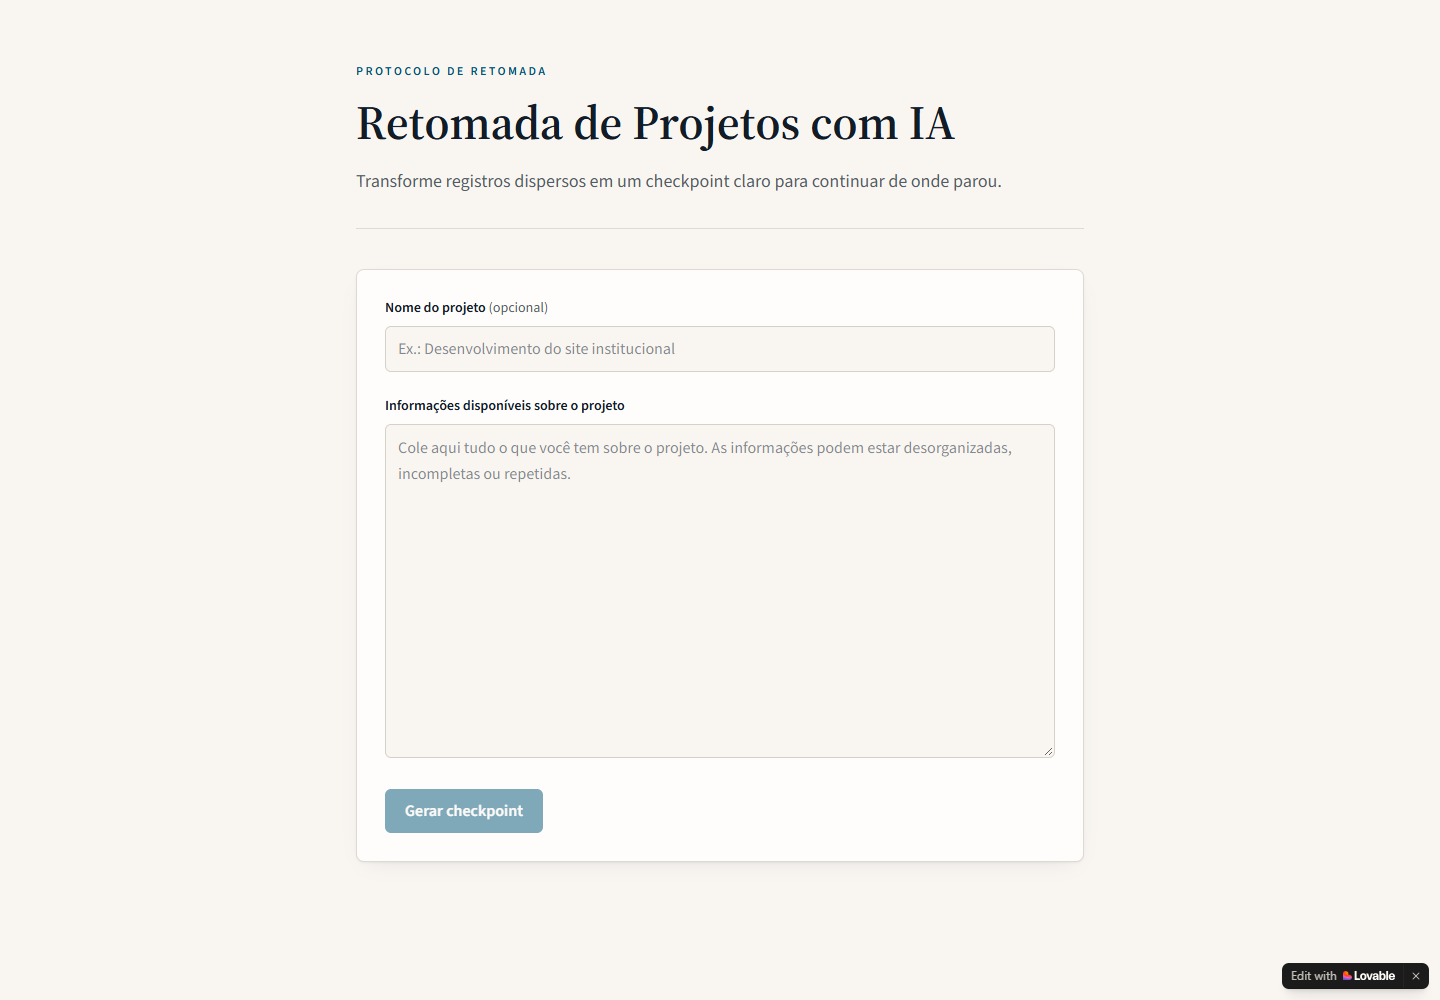 PROTOCOLO DE RETOMADA
Retomada de Projetos com IA
Transforme registros dispersos em um checkpoint claro para continuar de onde parou.
Nome do projeto (opcional)
Ex.: Desenvolvimento do site institucional
Informações disponíveis sobre o projeto
Cole aqui tudo o que você tem sobre o projeto. As informações podem estar desorganizadas,
incompletas ou repetidas.
Gerar checkpoint
Edit with Lovable ×